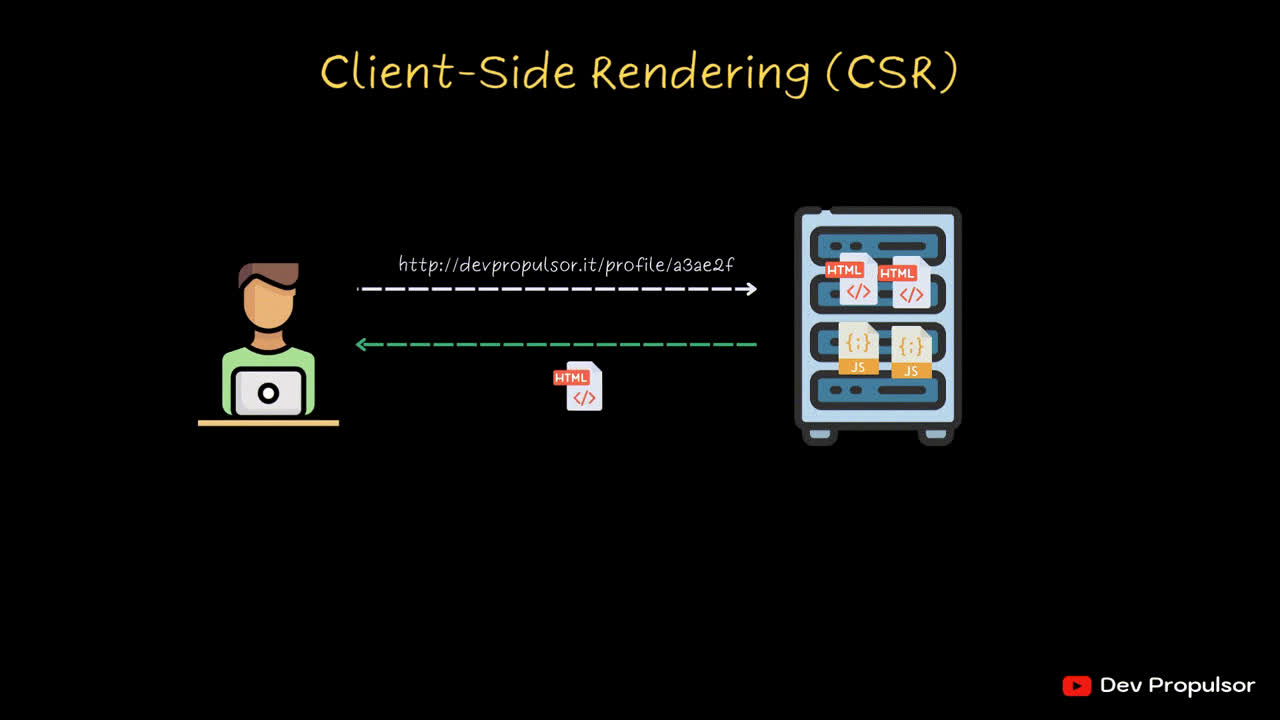 Client-Side Rendering (CSR)
http://devpropulsor.it/profile/a3ae2f
HTML
</>
HTML
</>
{;}
JS
{;}
JS
HTML
</>
Dev Propulsor